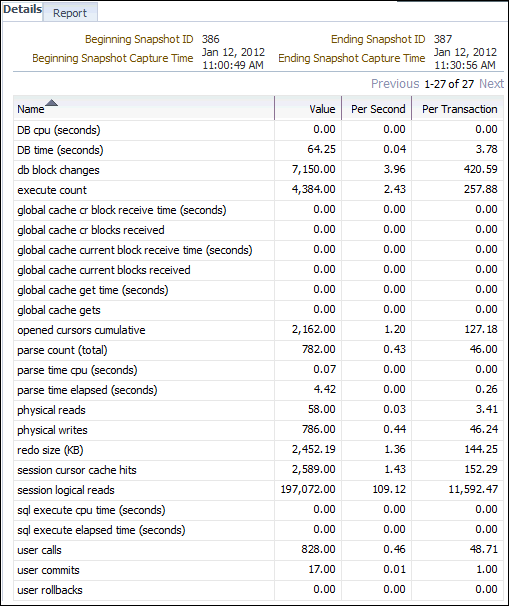 Details Report
Beginning Snapshot ID 386 Ending Snapshot ID 387
Beginning Snapshot Capture Time Jan 12, 2012 11:00:49 AM Ending Snapshot Capture Time Jan 12, 2012 11:30:56 AM
Previous 1-27 of 27 Next
Name Value Per Second Per Transaction
DB cpu (seconds) 0.00 0.00 0.00
DB time (seconds) 64.25 0.04 3.78
db block changes 7,150.00 3.96 420.59
execute count 4,384.00 2.43 257.88
global cache cr block receive time (seconds) 0.00 0.00 0.00
global cache cr blocks received 0.00 0.00 0.00
global cache current block receive time (seconds) 0.00 0.00 0.00
global cache current blocks received 0.00 0.00 0.00
global cache get time (seconds) 0.00 0.00 0.00
global cache gets 0.00 0.00 0.00
opened cursors cumulative 2,162.00 1.20 127.18
parse count (total) 782.00 0.43 46.00
parse time cpu (seconds) 0.07 0.00 0.00
parse time elapsed (seconds) 4.42 0.00 0.26
physical reads 58.00 0.03 3.41
physical writes 786.00 0.44 46.24
redo size (KB) 2,452.19 1.36 144.25
session cursor cache hits 2,589.00 1.43 152.29
session logical reads 197,072.00 109.12 11,592.47
sql execute cpu time (seconds) 0.00 0.00 0.00
sql execute elapsed time (seconds) 0.00 0.00 0.00
user calls 828.00 0.46 48.71
user commits 17.00 0.01 1.00
user rollbacks 0.00 0.00 0.00